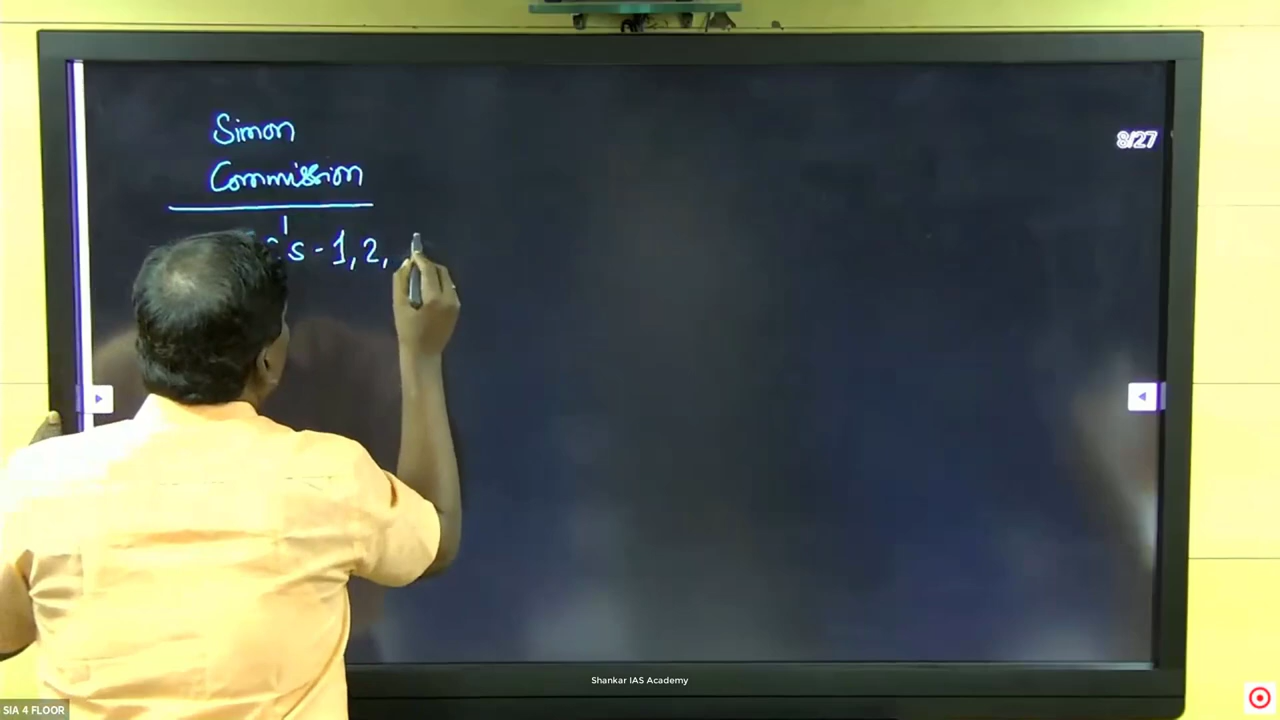 Simon
8/27
Commission
's - 1, 2,
Shankar IAS Academy
SIA 4 FLOOR